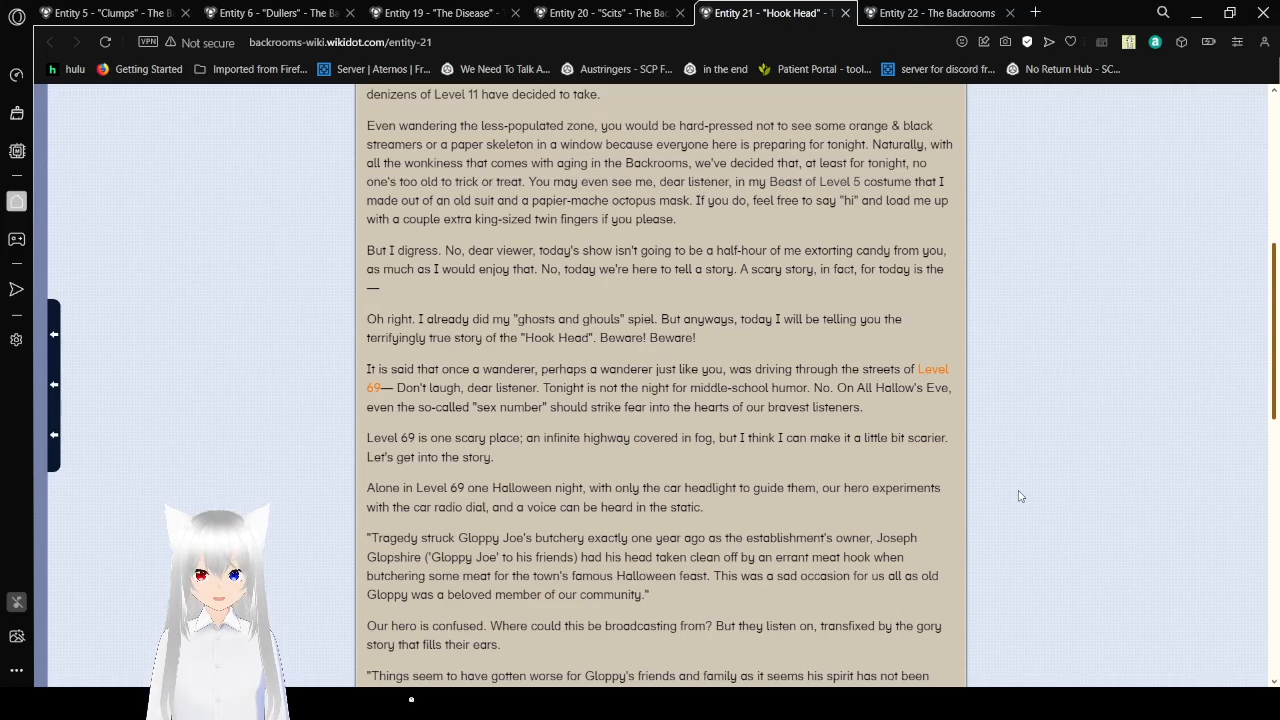 Entity 5 - "Clumps" - The B
Entity 6 - "Dullers" - The Ba
Entity 19 - "The Disease" -
Entity 20 - "Scits" - The Bac
Entity 21 - "Hook Head" - T
Entity 22 - The Backrooms
VPN
Not secure
backrooms-wiki.wikidot.com/entity-21
hulu
Getting Started
Imported from Firef...
Server | Aternos | Fr...
We Need To Talk A...
Austringers - SCP F...
in the end
Patient Portal - tool...
server for discord fr...
No Return Hub - SC...
denizens of Level 11 have decided to take.
Even wandering the less-populated zone, you would be hard-pressed not to see some orange & black
streamers or a paper skeleton in a window because everyone here is preparing for tonight. Naturally, with
all the wonkiness that comes with aging in the Backrooms, we've decided that, at least for tonight, no
one's too old to trick or treat. You may even see me, dear listener, in my Beast of Level 5 costume that I
made out of an old suit and a papier-mache octopus mask. If you do, feel free to say "hi" and load me up
with a couple extra king-sized twin fingers if you please.
But I digress. No, dear viewer, today's show isn't going to be a half-hour of me extorting candy from you,
as much as I would enjoy that. No, today we're here to tell a story. A scary story, in fact, for today is the
—
Oh right. I already did my "ghosts and ghouls" spiel. But anyways, today I will be telling you the
terrifyingly true story of the "Hook Head". Beware! Beware!
It is said that once a wanderer, perhaps a wanderer just like you, was driving through the streets of Level
69— Don't laugh, dear listener. Tonight is not the night for middle-school humor. No. On All Hallow's Eve,
even the so-called "sex number" should strike fear into the hearts of our bravest listeners.
Level 69 is one scary place; an infinite highway covered in fog, but I think I can make it a little bit scarier.
Let's get into the story.
Alone in Level 69 one Halloween night, with only the car headlight to guide them, our hero experiments
with the car radio dial, and a voice can be heard in the static.
"Tragedy struck Gloppy Joe's butchery exactly one year ago as the establishment's owner, Joseph
Glopshire ('Gloppy Joe' to his friends) had his head taken clean off by an errant meat hook when
butchering some meat for the town's famous Halloween feast. This was a sad occasion for us all as old
Gloppy was a beloved member of our community."
Our hero is confused. Where could this be broadcasting from? But they listen on, transfixed by the gory
story that fills their ears.
"Things seem to have gotten worse for Gloppy's friends and family as it seems his spirit has not been